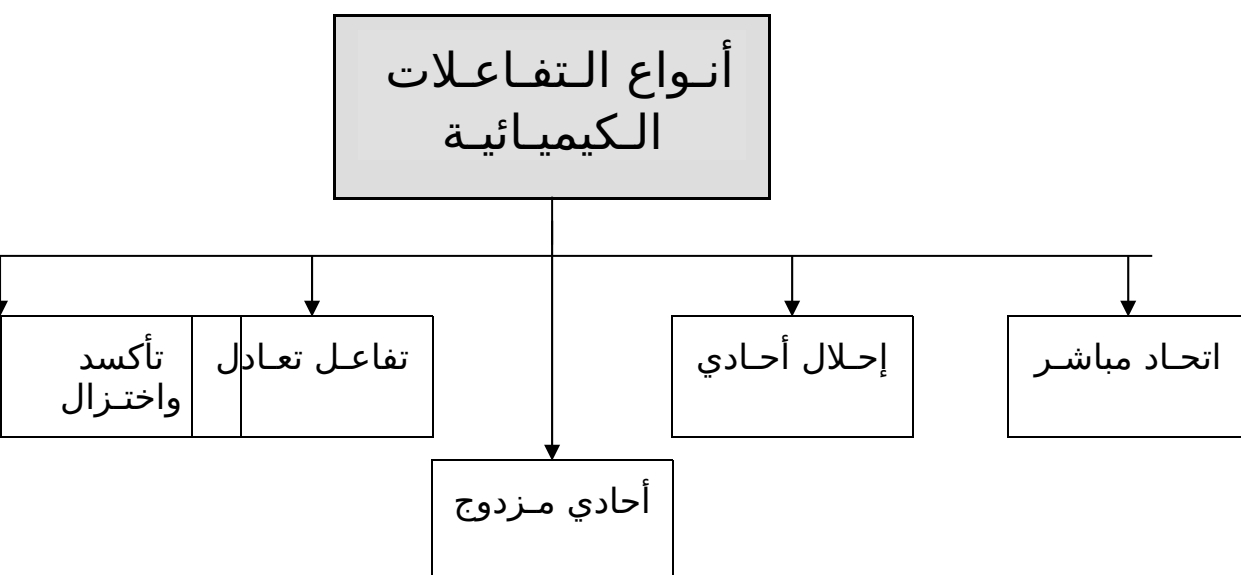 أنواع التفاعلات
الكيميائية
اتحاد مباشر
إحلال أحادي
تفاعل تعادل
تأكسد
واختزال
أحادي مزدوج